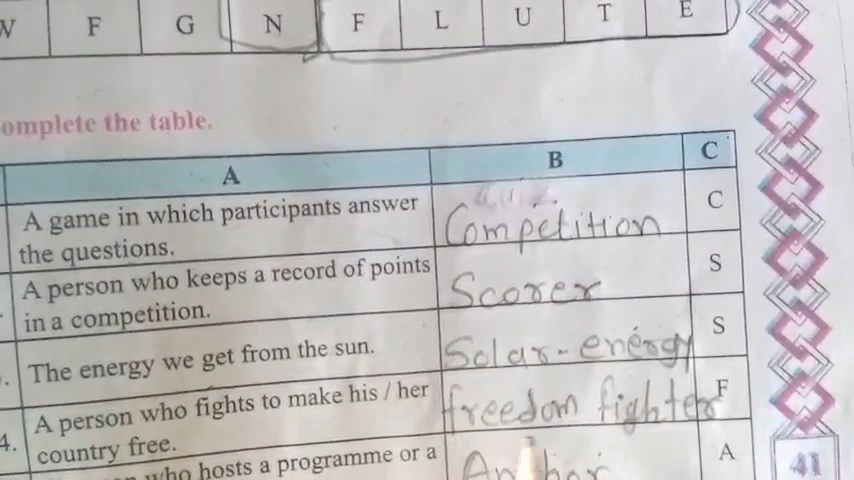 W F G N F L U T E
omplete the table.
A B C
A game in which participants answer
the questions.
Competition
C
A person who keeps a record of points
in a competition.
Scorer
S
The energy we get from the sun.
Solar-energy
S
4. A person who fights to make his / her
country free.
freedom fighter
F
who hosts a programme or a
A
41